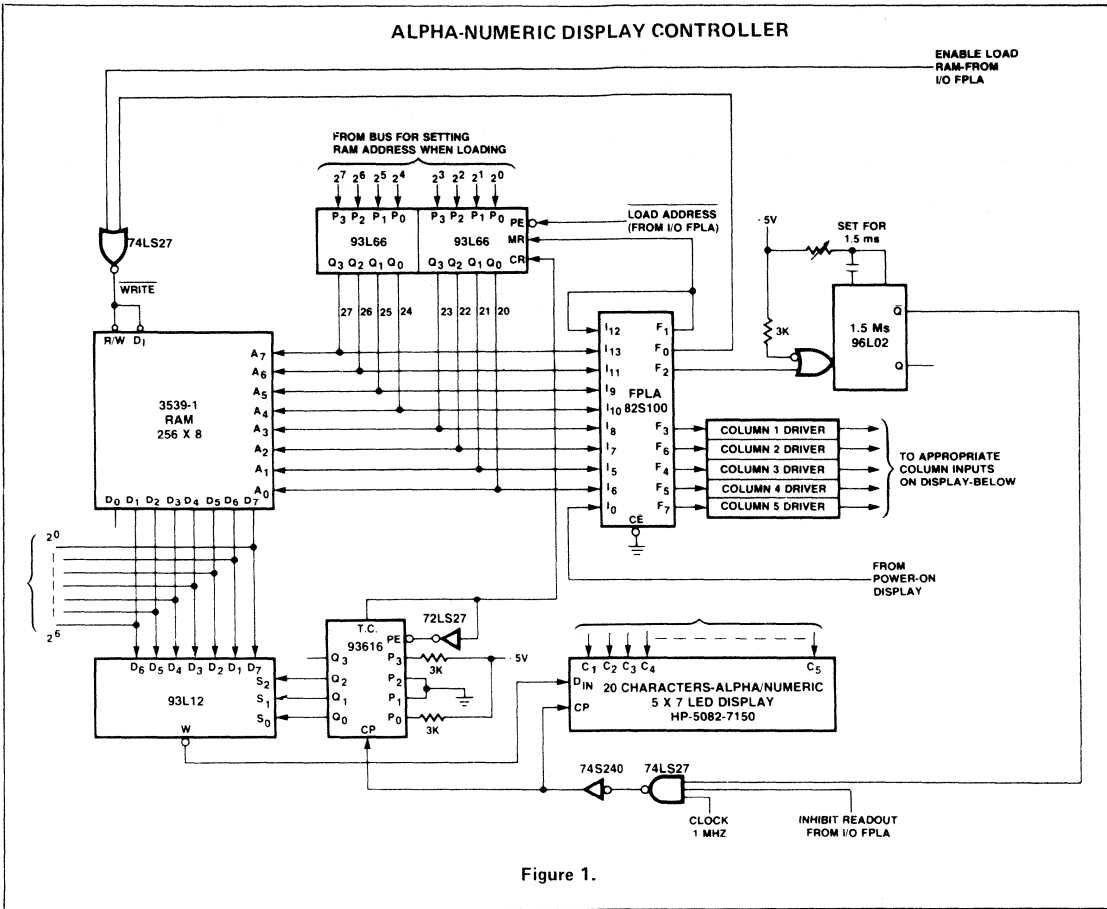 ALPHA-NUMERIC DISPLAY CONTROLLER
ENABLE LOAD
RAM-FROM
I/O FPLA
FROM BUS FOR SETTING
RAM ADDRESS WHEN LOADING
2^7 2^6 2^5 2^4 2^3 2^2 2^1 2^0
P3 P2 P1 P0 P3 P2 P1 P0
PE
93L66 93L66
MR
CR
Q3 Q2 Q1 Q0 Q3 Q2 Q1 Q0
LOAD ADDRESS
(FROM I/O FPLA)
74LS27
WRITE
27 26 25 24 23 22 21 20
R/W DI
3539-1
RAM
256 X 8
A7
A6
A5
A4
A3
A2
A1
A0
D0 D1 D2 D3 D4 D5 D6 D7
I12
I13
I11
I9
I10
I8
I7
I5
I6
I0
FPLA
82S100
CE
F1
F0
F2
F3
F6
F4
F5
F7
5V
SET FOR
1.5 ms
3K
1.5 Ms
96L02
Q
Q
COLUMN 1 DRIVER
COLUMN 2 DRIVER
COLUMN 3 DRIVER
COLUMN 4 DRIVER
COLUMN 5 DRIVER
TO APPROPRIATE
COLUMN INPUTS
ON DISPLAY-BELOW
FROM
POWER-ON
DISPLAY
2^0
2^6
D6 D5 D4 D3 D2 D1 D7
93L12
S2
S1
S0
W
T.C.
93616
PE
Q3
Q2
Q1
Q0
P3
P2
P1
P0
CP
72LS27
3K
5V
3K
C1 C2 C3 C4 C5
DIN
CP
20 CHARACTERS-ALPHA/NUMERIC
5 X 7 LED DISPLAY
HP-5082-7150
74S240
74LS27
CLOCK
1 MHZ
INHIBIT READOUT
FROM I/O FPLA
Figure 1.